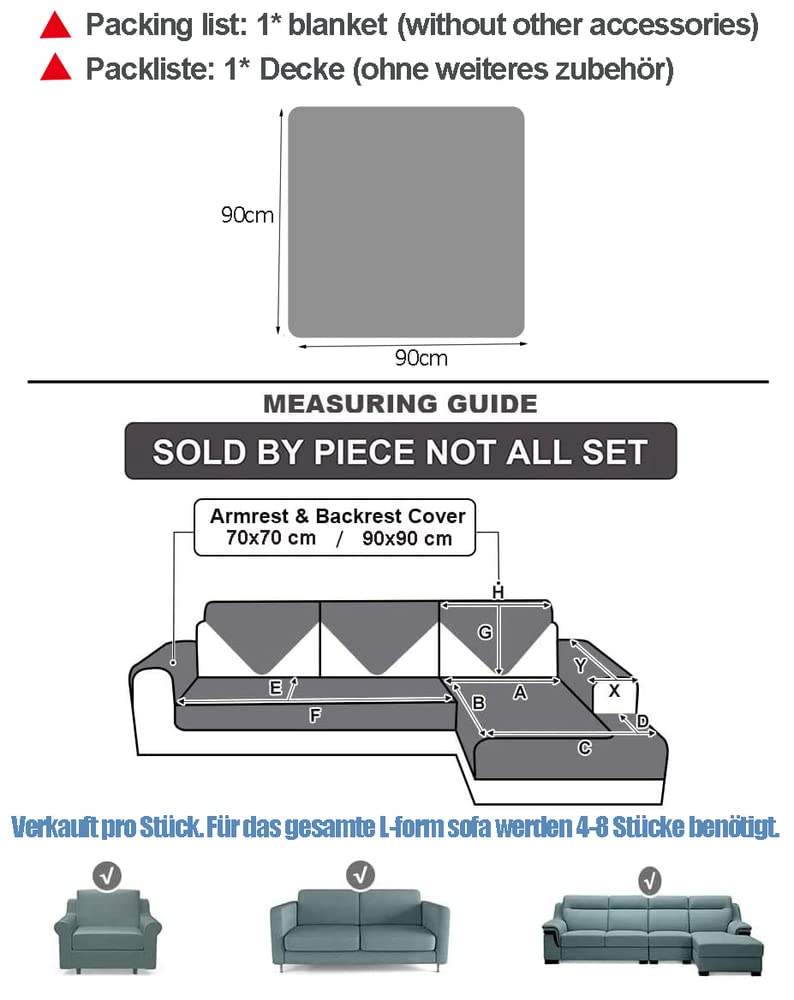 Packing list: 1* blanket (without other accessories)
Packliste: 1* Decke (ohne weiteres zubehör)
90cm
90cm
MEASURING GUIDE
SOLD BY PIECE NOT ALL SET
Armrest & Backrest Cover
70x70 cm / 90x90 cm
H
G
Y
E
A
X
B
F
D
C
Verkauft pro Stück. Für das gesamte L-form sofa werden 4-8 Stücke benötigt.